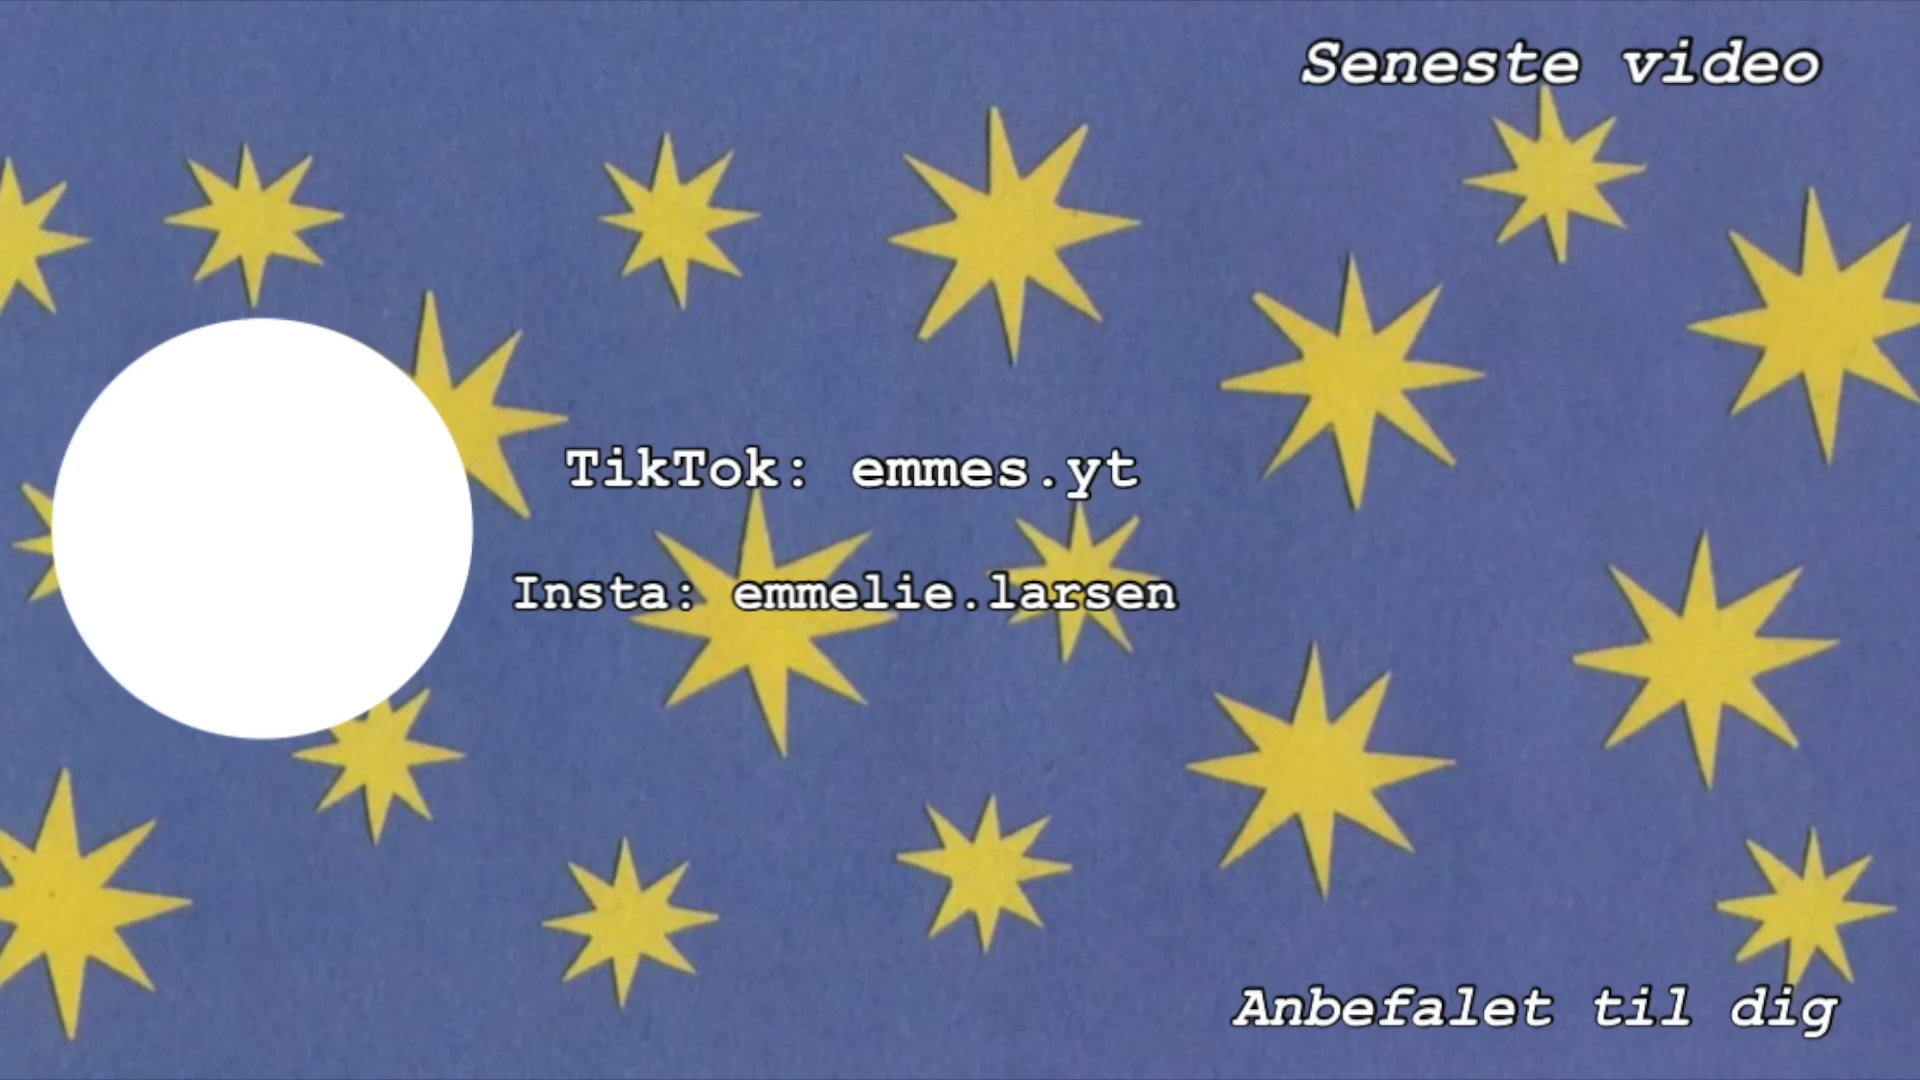 Seneste video
TikTok: emmes.yt
Insta: emmelie.larsen
Anbefalet til dig